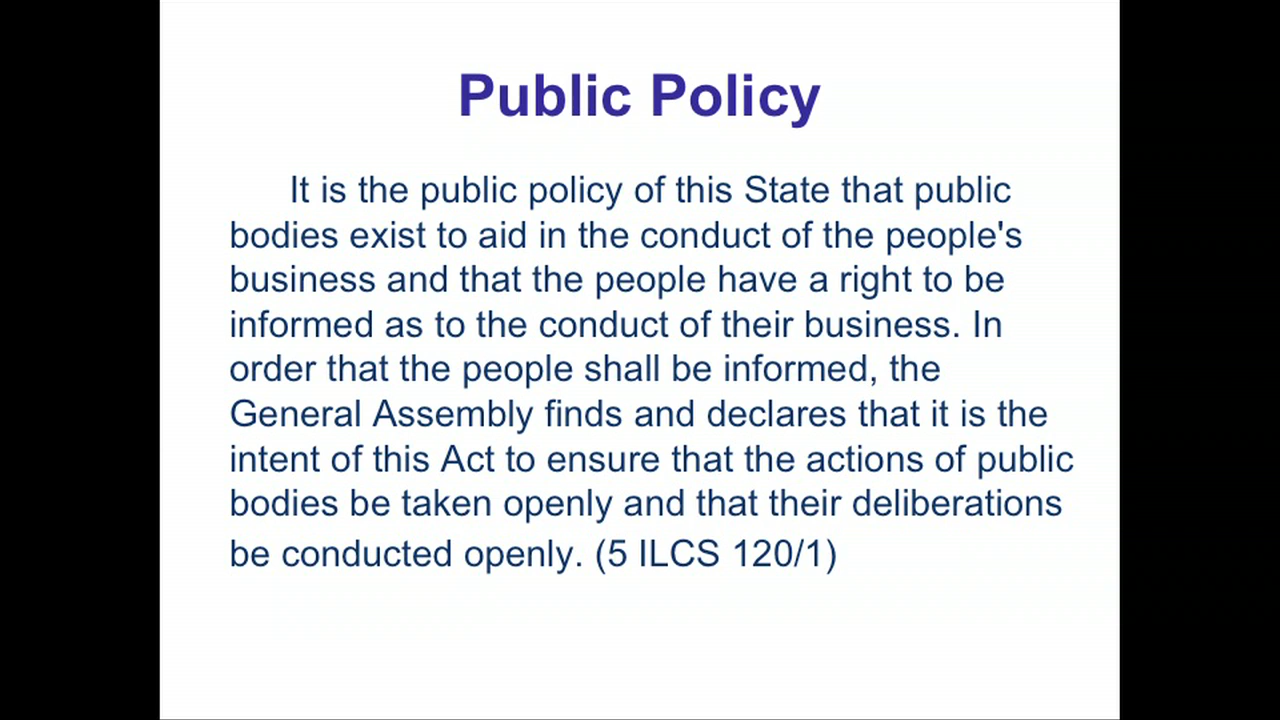 Public Policy
It is the public policy of this State that public
bodies exist to aid in the conduct of the people's
business and that the people have a right to be
informed as to the conduct of their business. In
order that the people shall be informed, the
General Assembly finds and declares that it is the
intent of this Act to ensure that the actions of public
bodies be taken openly and that their deliberations
be conducted openly. (5 ILCS 120/1)